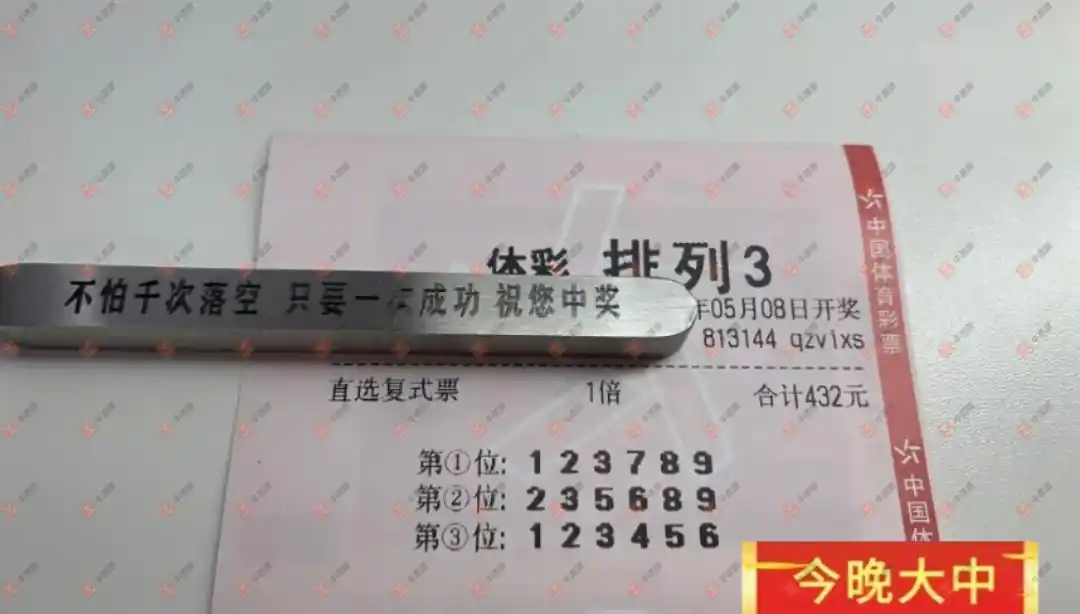 体彩 排列3
不怕千次落空 只要一次成功 祝您中奖
年05月08日开奖
813144 qzvixs
直选复式票 1倍 合计432元
第①位: 1 2 3 7 8 9
第②位: 2 3 5 6 8 9
第③位: 1 2 3 4 5 6
中国体育彩票
中国体
今晚大中